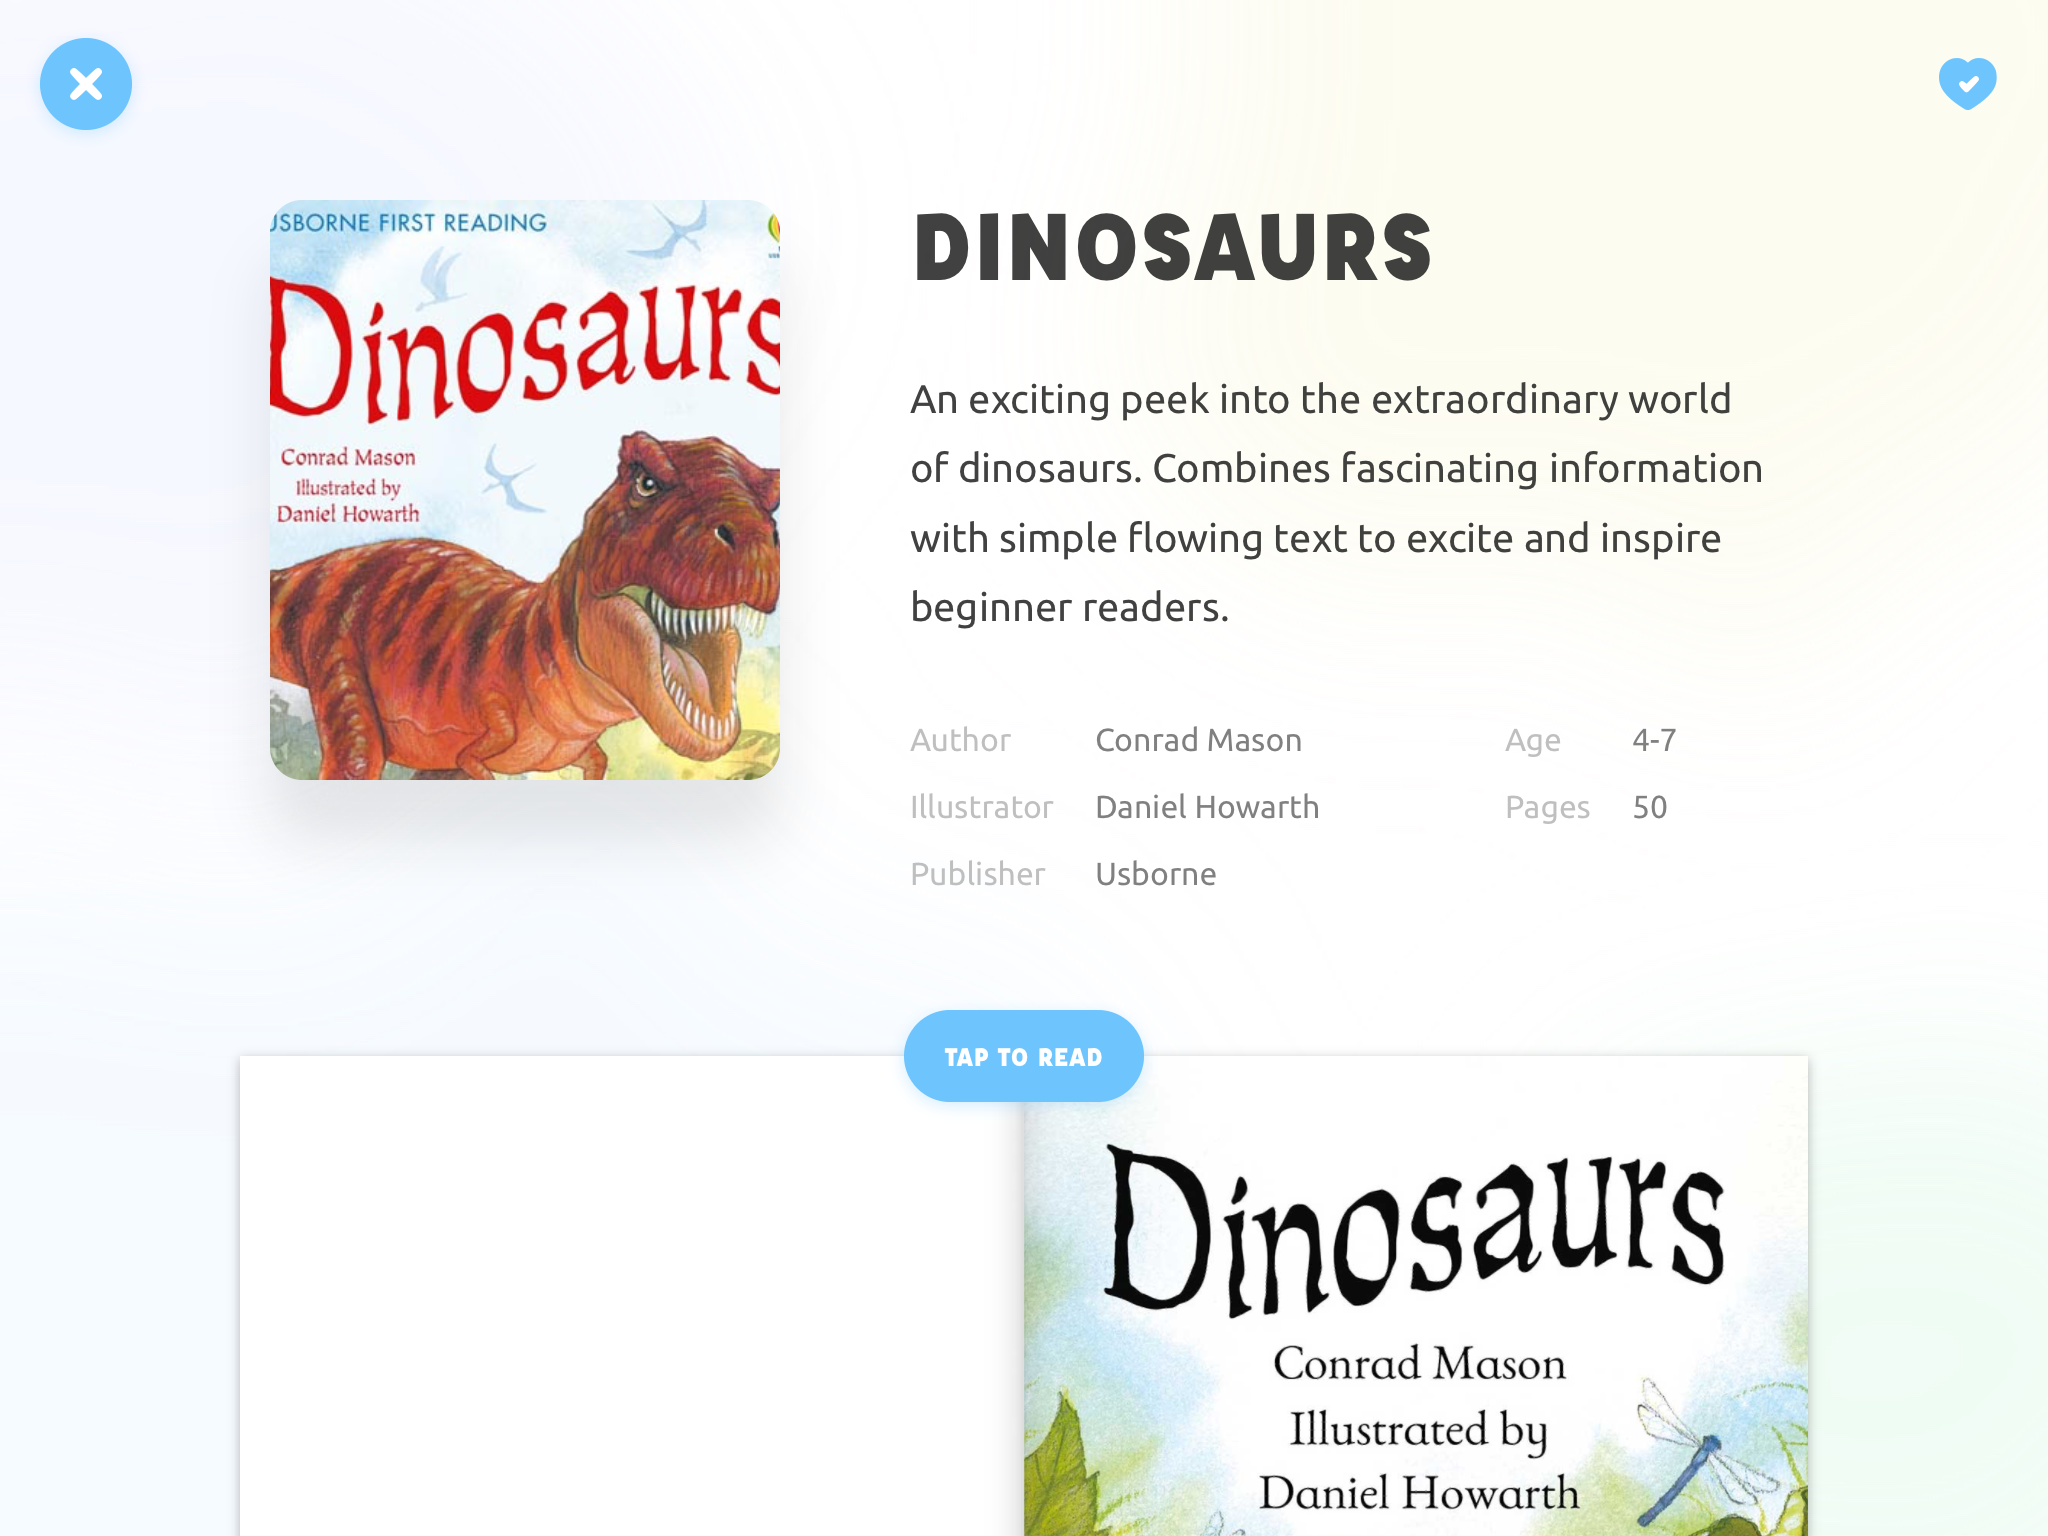 USBORNE FIRST READING
Dinosaurs
Conrad Mason
Illustrated by
Daniel Howarth
DINOSAURS
An exciting peek into the extraordinary world
of dinosaurs. Combines fascinating information
with simple flowing text to excite and inspire
beginner readers.
Author Conrad Mason Age 4-7
Illustrator Daniel Howarth Pages 50
Publisher Usborne
TAP TO READ
Dinosaurs
Conrad Mason
Illustrated by
Daniel Howarth